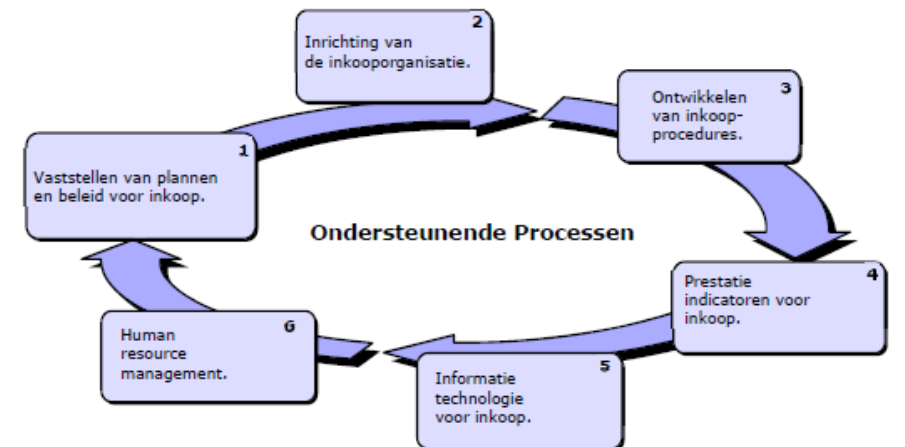 1
Vaststellen van plannen
en beleid voor inkoop.
2
Inrichting van
de inkooporganisatie.
3
Ontwikkelen
van inkoop-
procedures.
Ondersteunende Processen
4
Prestatie
indicatoren voor
inkoop.
5
Informatie
technologie
voor inkoop.
6
Human
resource
management.